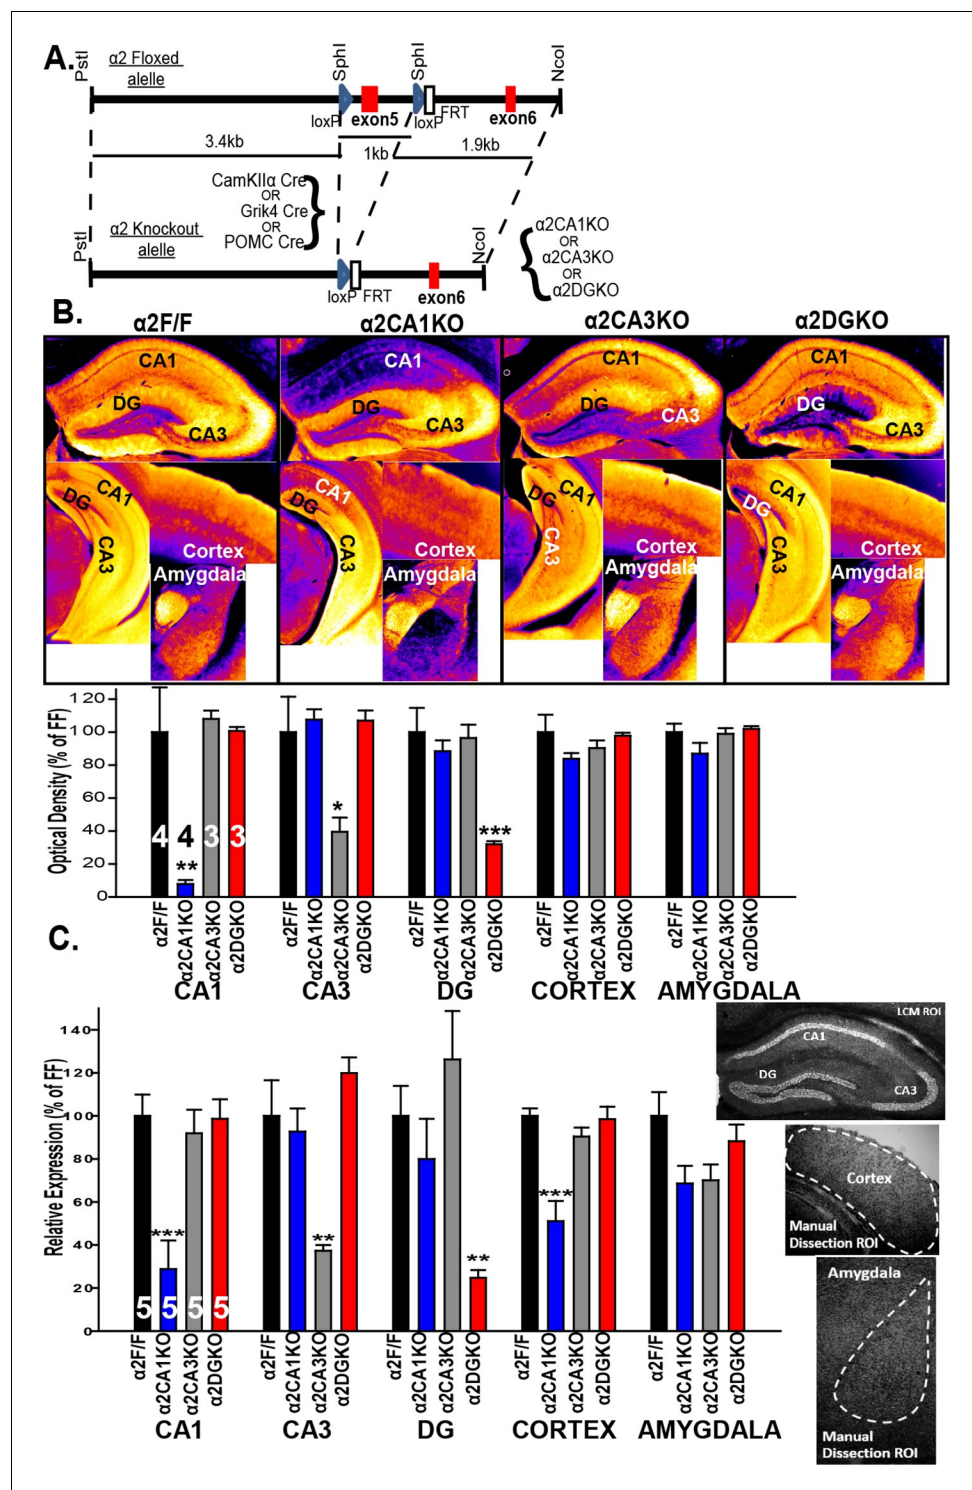 A.
α2 Floxed
alelle
PstI
SphI
SphI
NcoI
loxP
exon5
loxP
FRT
exon6
3.4kb
1kb
1.9kb
CamKIIα Cre
OR
Grik4 Cre
OR
POMC Cre
α2 Knockout
alelle
PstI
NcoI
loxP
FRT
exon6
α2CA1KO
OR
α2CA3KO
OR
α2DGKO
B.
α2F/F
α2CA1KO
α2CA3KO
α2DGKO
CA1
DG
CA3
CA1
DG
CA3
CA1
DG
CA3
CA1
DG
CA3
CA1
DG
CA3
Cortex
Amygdala
CA1
DG
CA3
Cortex
Amygdala
CA1
DG
CA3
Cortex
Amygdala
CA1
DG
CA3
Cortex
Amygdala
Optical Density (% of FF)
120
100
80
60
40
20
0
4
4
3
3
**
*
***
α2F/F
α2CA1KO
α2CA3KO
α2DGKO
α2F/F
α2CA1KO
α2CA3KO
α2DGKO
α2F/F
α2CA1KO
α2CA3KO
α2DGKO
α2F/F
α2CA1KO
α2CA3KO
α2DGKO
α2F/F
α2CA1KO
α2CA3KO
α2DGKO
CA1
CA3
DG
CORTEX
AMYGDALA
C.
Relative Expression (% of FF)
140
100
80
60
40
20
0
5
5
5
5
***
**
**
***
α2F/F
α2CA1KO
α2CA3KO
α2DGKO
α2F/F
α2CA1KO
α2CA3KO
α2DGKO
α2F/F
α2CA1KO
α2CA3KO
α2DGKO
α2F/F
α2CA1KO
α2CA3KO
α2DGKO
α2F/F
α2CA1KO
α2CA3KO
α2DGKO
CA1
CA3
DG
CORTEX
AMYGDALA
LCM ROI
CA1
DG
CA3
Cortex
Manual
Dissection ROI
Amygdala
Manual
Dissection ROI